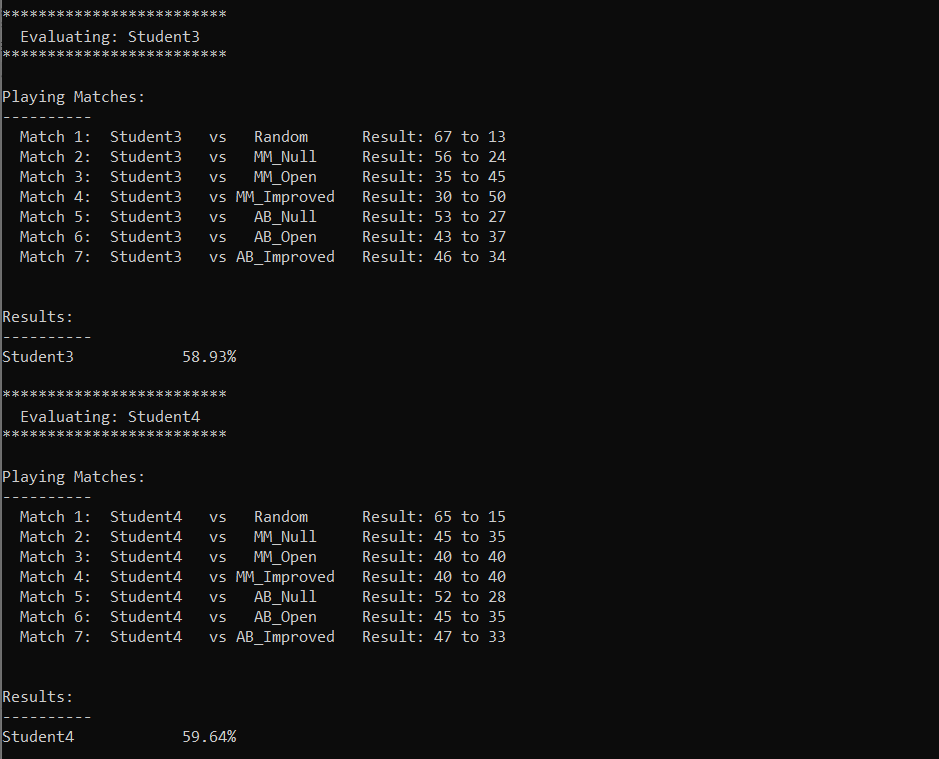 *************************
  Evaluating: Student3
*************************

Playing Matches:
----------
  Match 1:  Student3   vs   Random      Result: 67 to 13
  Match 2:  Student3   vs   MM_Null     Result: 56 to 24
  Match 3:  Student3   vs   MM_Open     Result: 35 to 45
  Match 4:  Student3   vs MM_Improved   Result: 30 to 50
  Match 5:  Student3   vs   AB_Null     Result: 53 to 27
  Match 6:  Student3   vs   AB_Open     Result: 43 to 37
  Match 7:  Student3   vs AB_Improved   Result: 46 to 34


Results:
----------
Student3            58.93%

*************************
  Evaluating: Student4
*************************

Playing Matches:
----------
  Match 1:  Student4   vs   Random      Result: 65 to 15
  Match 2:  Student4   vs   MM_Null     Result: 45 to 35
  Match 3:  Student4   vs   MM_Open     Result: 40 to 40
  Match 4:  Student4   vs MM_Improved   Result: 40 to 40
  Match 5:  Student4   vs   AB_Null     Result: 52 to 28
  Match 6:  Student4   vs   AB_Open     Result: 45 to 35
  Match 7:  Student4   vs AB_Improved   Result: 47 to 33


Results:
----------
Student4            59.64%